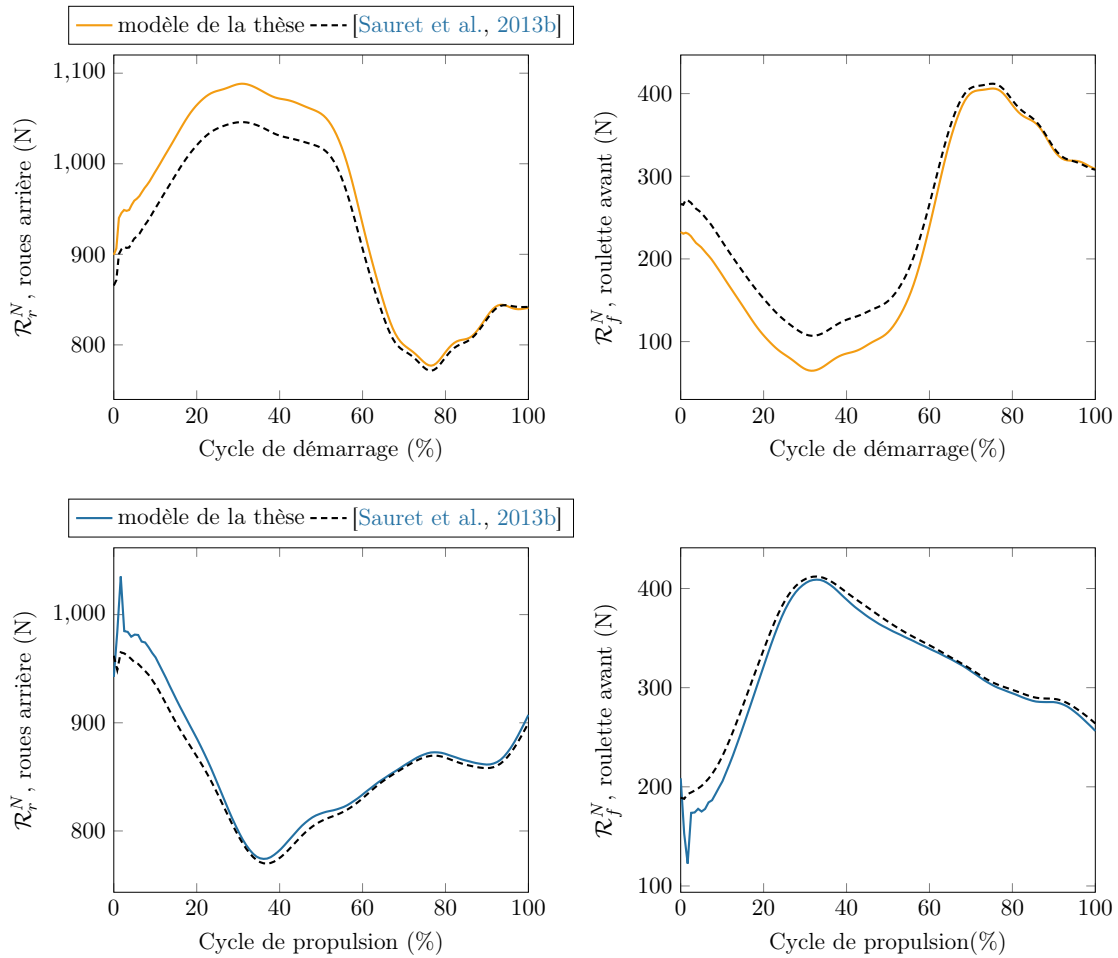 modèle de la thèse [Sauret et al., 2013b]
1,100
1,000
900
800
0 20 40 60 80 100
Cycle de démarrage (%)
R_r^N, roues arrière (N)
400
300
200
100
0 20 40 60 80 100
Cycle de démarrage(%)
R_f^N, roulette avant (N)
modèle de la thèse [Sauret et al., 2013b]
1,000
900
800
0 20 40 60 80 100
Cycle de propulsion (%)
R_r^N, roues arrière (N)
400
300
200
100
0 20 40 60 80 100
Cycle de propulsion(%)
R_f^N, roulette avant (N)